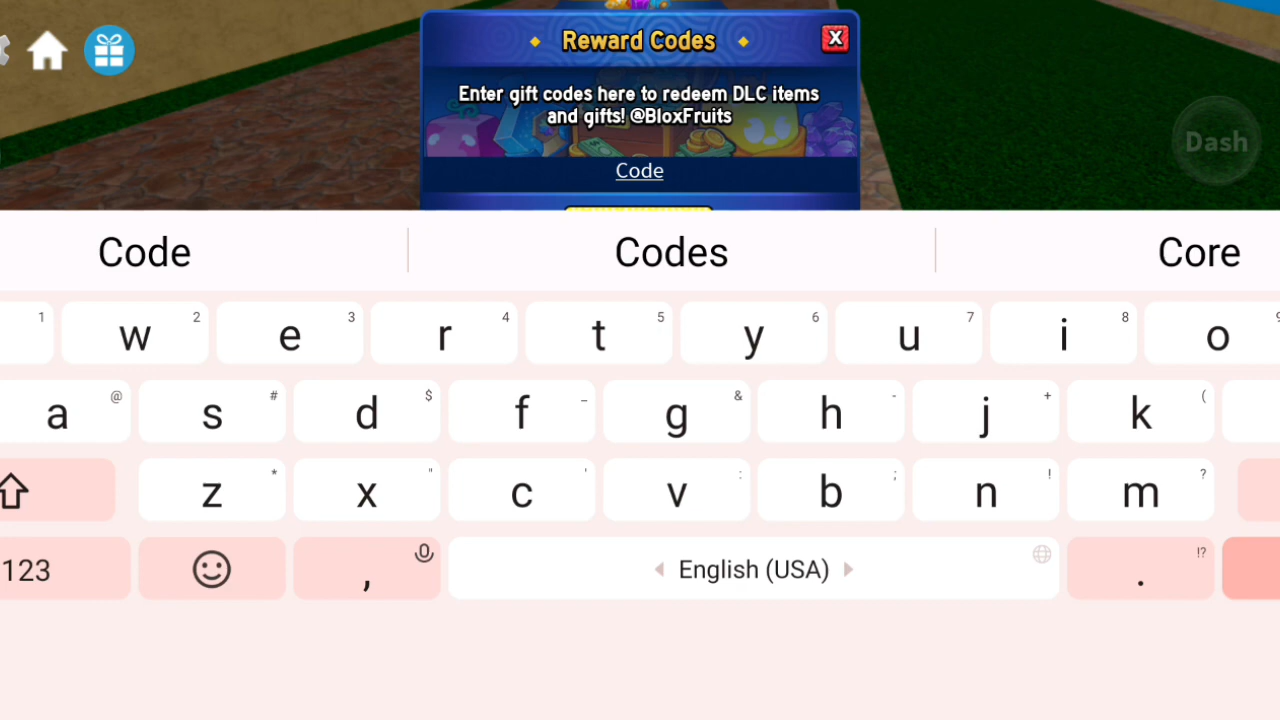 Reward Codes
X
Enter gift codes here to redeem DLC items
and gifts! @BloxFruits
Code
Dash
Code Codes Core
1 w 2 e 3 r 4 t 5 y 6 u 7 i 8 o 9
a @ s # d $ f _ g & h - j + k (
z * x " c ' v : b ; n ! m ?
123 , English (USA) . !?